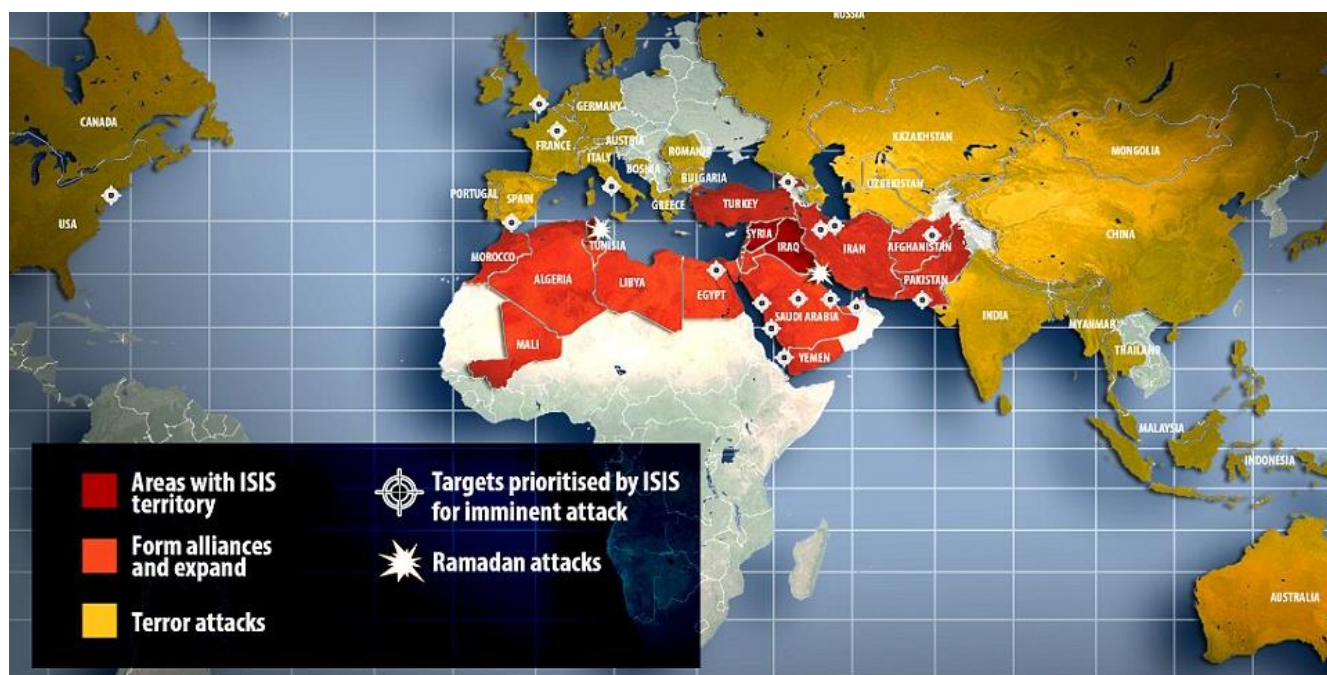 RUSSIA
CANADA
GERMANY
KAZAKHSTAN
MONGOLIA
FRANCE
AUSTRIA
ITALY
ROMANIA
BOSNIA
UZBEKISTAN
BULGARIA
PORTUGAL
SPAIN
GREECE
TURKEY
USA
CHINA
SYRIA
IRAQ
IRAN
AFGHANISTAN
TUNISIA
MOROCCO
ALGERIA
LIBYA
EGYPT
PAKISTAN
SAUDI ARABIA
INDIA
MYANMAR
MALI
YEMEN
THAILAND
MALAYSIA
INDONESIA
AUSTRALIA
Areas with ISIS
territory
Form alliances
and expand
Terror attacks
Targets prioritised by ISIS
for imminent attack
Ramadan attacks